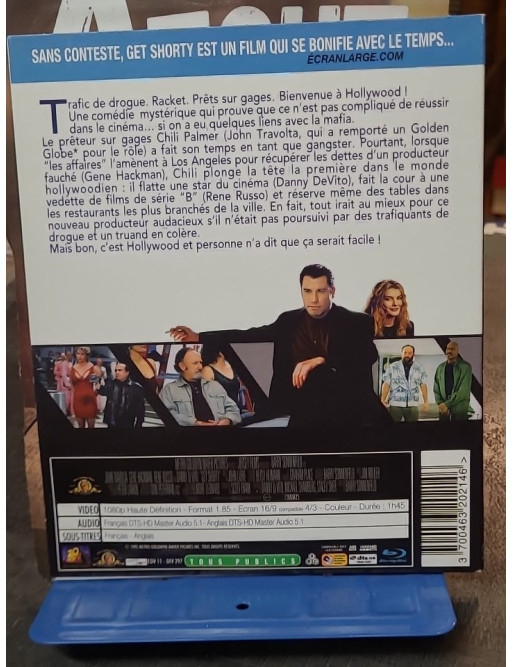 SANS CONTESTE, GET SHORTY EST UN FILM QUI SE BONIFIE AVEC LE TEMPS...
ÉCRANLARGE.COM
Trafic de drogue. Racket. Prêts sur gages. Bienvenue à Hollywood !
Une comédie mystérique qui prouve que ce n'est pas compliqué de réussir
dans le cinéma... si on a eu quelques liens avec la mafia.
Le prêteur sur gages Chili Palmer (John Travolta, qui a remporté un Golden
Globe* pour le rôle) a fait son temps en tant que gangster. Pourtant, lorsque
"les affaires" l'amènent à Los Angeles pour récupérer les dettes d'un producteur
fauché (Gene Hackman), Chili plonge la tête la première dans le monde
hollywoodien : il flatte une star du cinéma (Danny DeVito), fait la cour à une
vedette de films de série "B" (Rene Russo) et réserve même des tables dans
les restaurants les plus branchés de la ville. En fait, tout irait au mieux pour ce
nouveau producteur audacieux s'il n'était pas poursuivi par des trafiquants de
drogue et un truand en colère.
Mais bon, c'est Hollywood et personne n'a dit que ça serait facile !
VIDEO 1080p Haute Définition - Format 1.85 - Ecran 16/9 compatible 4/3 - Couleur - Durée : 1h45
AUDIO Français DTS-HD Master Audio 5.1 - Anglais DTS-HD Master Audio 5.1
SOUS-TITRES Français - Anglais
TOUS PUBLICS
3 700463 202146 >